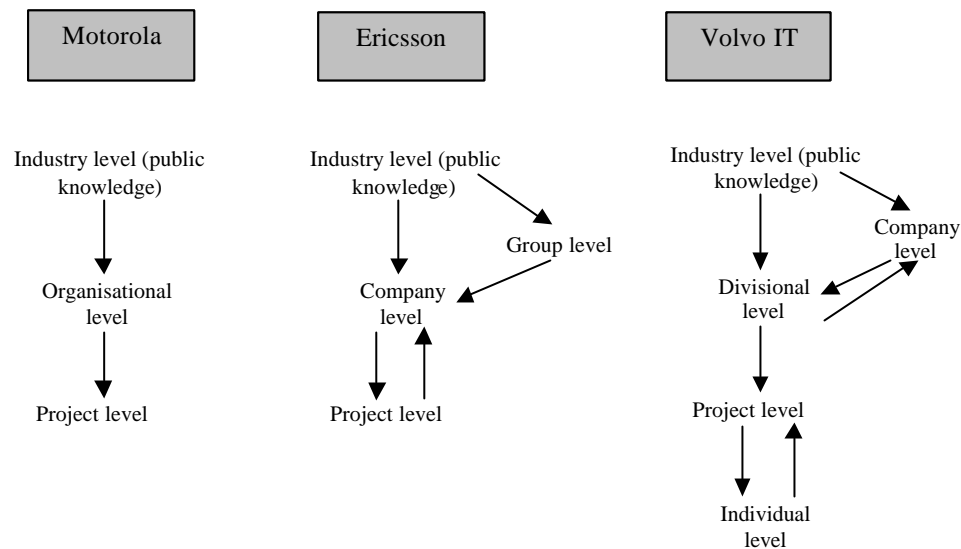 Motorola
Ericsson
Volvo IT
Industry level (public
knowledge)
Organisational
level
Project level
Industry level (public
knowledge)
Group level
Company
level
Project level
Industry level (public
knowledge)
Company
level
Divisional
level
Project level
Individual
level